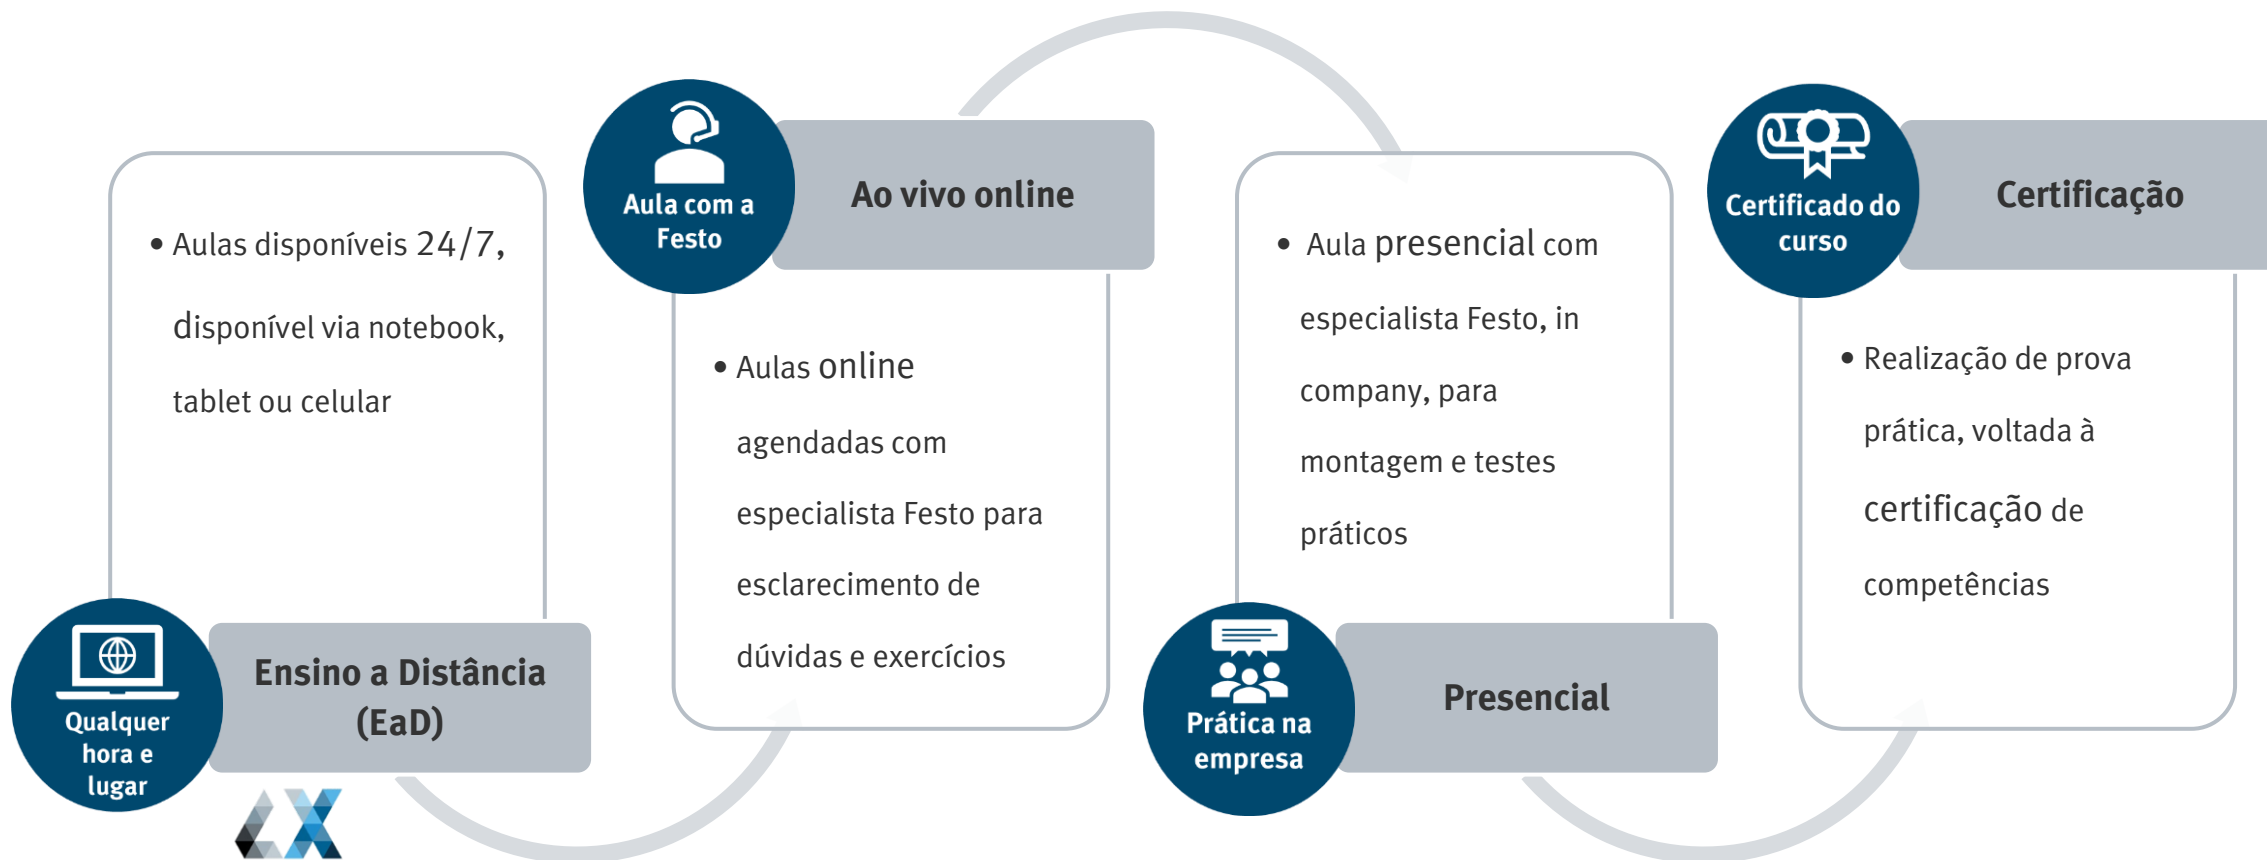 • Aulas disponíveis 24/7,
disponível via notebook,
tablet ou celular
Qualquer
hora e
lugar
Ensino a Distância
(EaD)
LX
Aula com a
Festo
Ao vivo online
• Aulas online
agendadas com
especialista Festo para
esclarecimento de
dúvidas e exercícios
• Aula presencial com
especialista Festo, in
company, para
montagem e testes
práticos
Prática na
empresa
Presencial
Certificado do
curso
Certificação
• Realização de prova
prática, voltada à
certificação de
competências